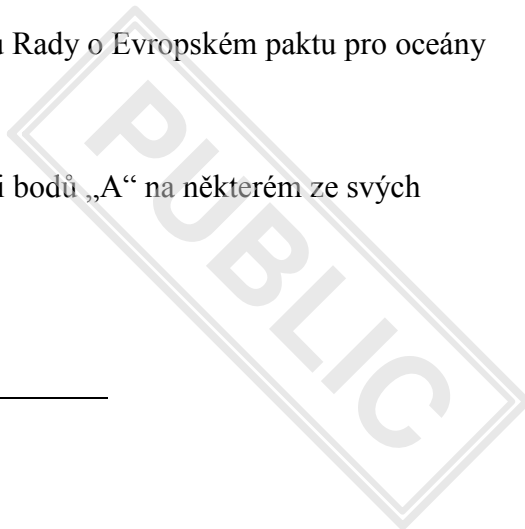 Rady o Evropském paktu pro oceány
bodů „A“ na některém ze svých
PUBLIC